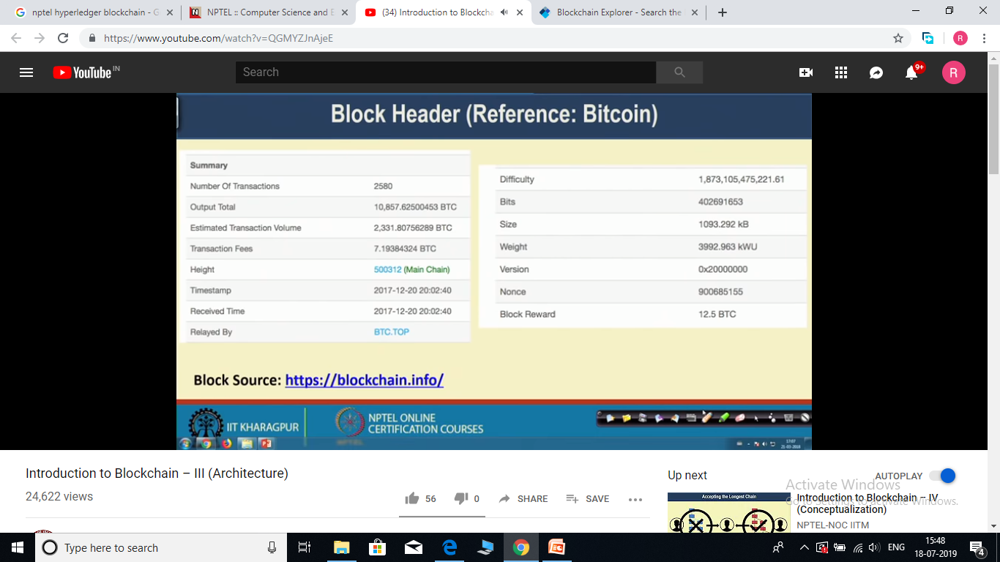 nptel hyperledger blockchain - G
NPTEL :: Computer Science and E
(34) Introduction to Blockcha
Blockchain Explorer - Search the
https://www.youtube.com/watch?v=QGMYZJnAjeE
R
YouTube IN
Search
9+
R
Block Header (Reference: Bitcoin)
Summary
Number Of Transactions 2580
Output Total 10,857.62500453 BTC
Estimated Transaction Volume 2,331.80756289 BTC
Transaction Fees 7.19384324 BTC
Height 500312 (Main Chain)
Timestamp 2017-12-20 20:02:40
Received Time 2017-12-20 20:02:40
Relayed By BTC.TOP
Difficulty 1,873,105,475,221.61
Bits 402691653
Size 1093.292 kB
Weight 3992.963 kWU
Version 0x20000000
Nonce 900685155
Block Reward 12.5 BTC
Block Source: https://blockchain.info/
IIT KHARAGPUR
NPTEL ONLINE
CERTIFICATION COURSES
NPTEL
17:07
21-03-2018
Introduction to Blockchain – III (Architecture)
24,622 views
56 0 SHARE SAVE
Up next AUTOPLAY
Accepting the Longest Chain
Introduction to Blockchain – IV
(Conceptualization)
NPTEL-NOC IITM
Activate Windows
Go to Settings to activate Windows.
Type here to search
ENG
15:48
18-07-2019
4